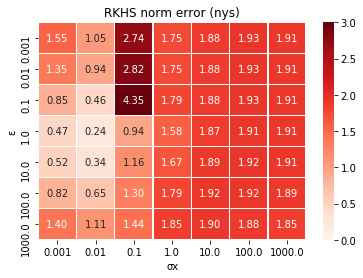 RKHS norm error (nys)
0.001 1.55 1.05 2.74 1.75 1.88 1.93 1.91
0.01 1.35 0.94 2.82 1.75 1.88 1.93 1.91
0.1 0.85 0.46 4.35 1.79 1.88 1.93 1.91
1.0 0.47 0.24 0.94 1.58 1.87 1.91 1.91
10.0 0.52 0.34 1.16 1.67 1.89 1.92 1.91
100.0 0.82 0.65 1.30 1.79 1.92 1.92 1.89
1000.0 1.40 1.11 1.44 1.85 1.90 1.88 1.85
0.001 0.01 0.1 1.0 10.0 100.0 1000.0
σx
ε
3.0
2.5
2.0
1.5
1.0
0.5
0.0